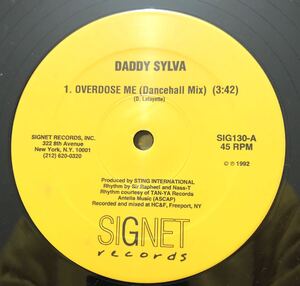 DADDY SYLVA
1. OVERDOSE ME (Dancehall Mix) (3:42)
(D. Lafayette)
SIGNET RECORDS, INC.
322 8th Avenue
New York, N.Y. 10001
(212) 620-0320
SIG130-A
45 RPM
© ℗ 1992
Produced by STING INTERNATIONAL
Rhythm by Sir Raphael and Nass-T
Rhythm courtesy of TAN-YA Records
Antella Music (ASCAP)
Recorded and mixed at HC&F, Freeport, NY
SIGNET
records